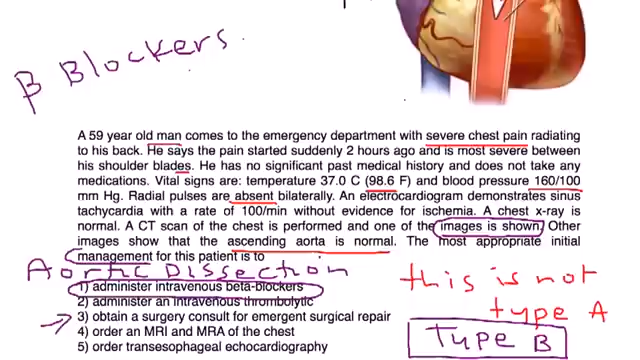 β Blockers
A 59 year old man comes to the emergency department with severe chest pain radiating
to his back. He says the pain started suddenly 2 hours ago and is most severe between
his shoulder blades. He has no significant past medical history and does not take any
medications. Vital signs are: temperature 37.0 C (98.6 F) and blood pressure 160/100
mm Hg. Radial pulses are absent bilaterally. An electrocardiogram demonstrates sinus
tachycardia with a rate of 100/min without evidence for ischemia. A chest x-ray is
normal. A CT scan of the chest is performed and one of the images is shown. Other
images show that the ascending aorta is normal. The most appropriate initial
management for this patient is to
Aortic Dissection
1) administer intravenous beta-blockers
2) administer an intravenous thrombolytic
3) obtain a surgery consult for emergent surgical repair
4) order an MRI and MRA of the chest
5) order transesophageal echocardiography
this is not
type A
Type B